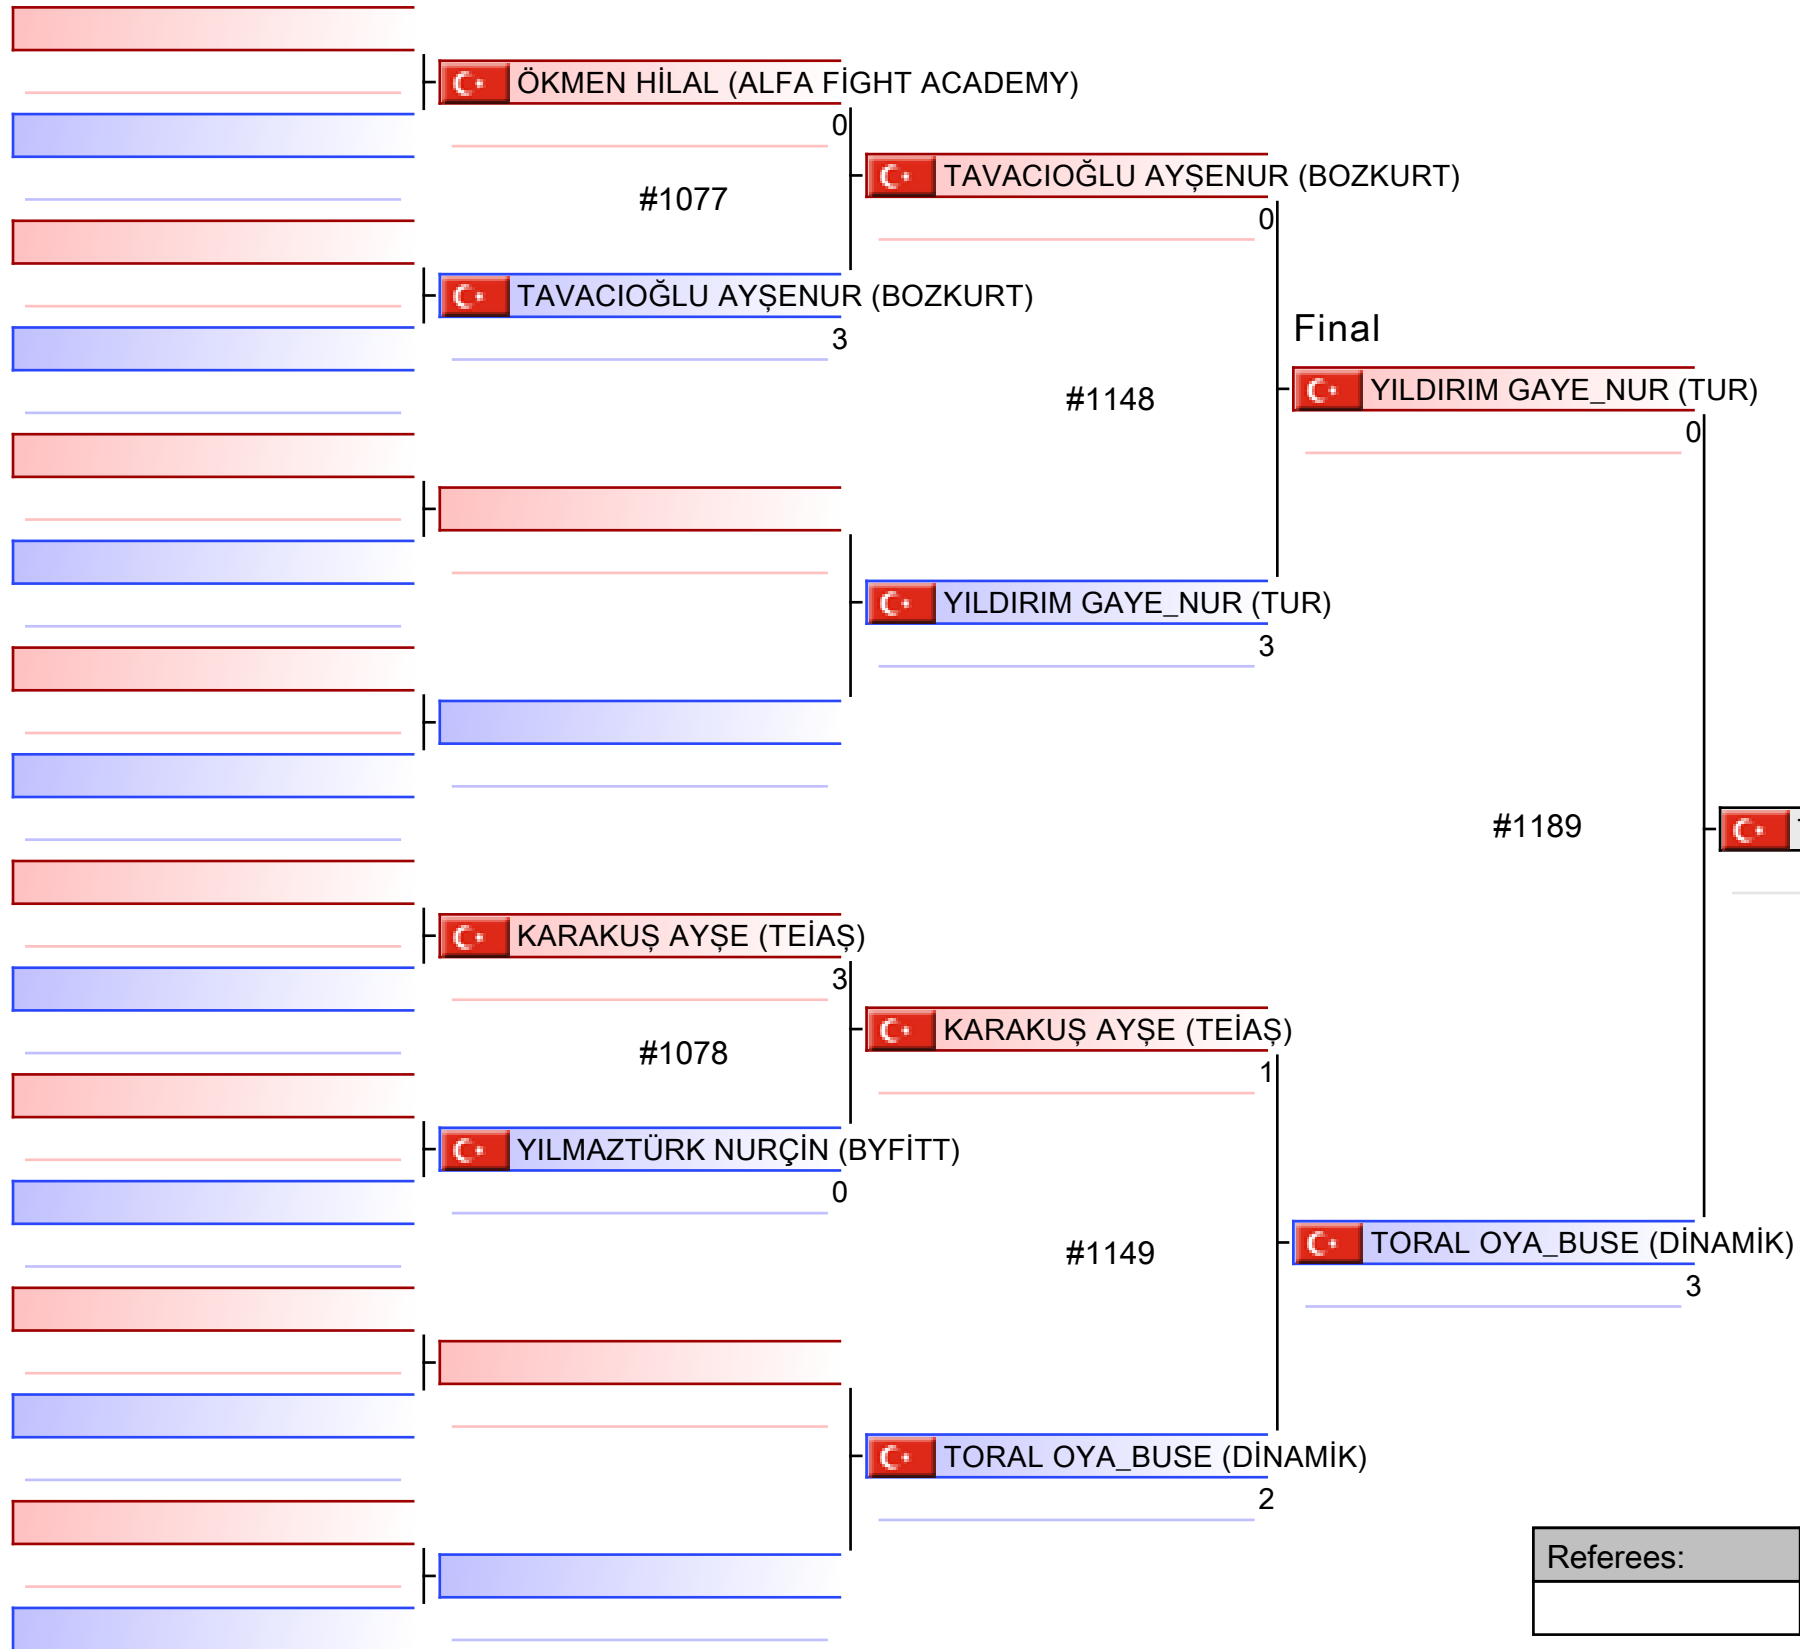 ÖKMEN HİLAL (ALFA FİGHT ACADEMY)
0
TAVACIOĞLU AYŞENUR (BOZKURT)
#1077
0
TAVACIOĞLU AYŞENUR (BOZKURT)
Final
3
YILDIRIM GAYE_NUR (TUR)
#1148
0
YILDIRIM GAYE_NUR (TUR)
3
#1189
KARAKUŞ AYŞE (TEİAŞ)
3
KARAKUŞ AYŞE (TEİAŞ)
#1078
1
YILMAZTÜRK NURÇİN (BYFİTT)
0
TORAL OYA_BUSE (DİNAMİK)
#1149
3
TORAL OYA_BUSE (DİNAMİK)
2
Referees: